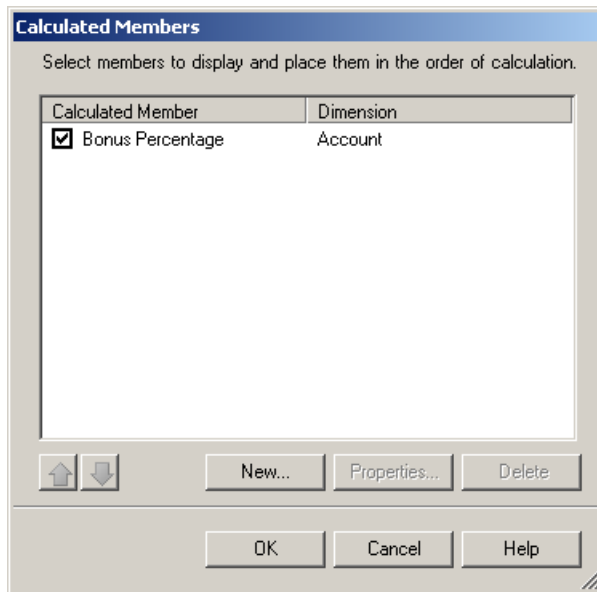 Calculated Members
Select members to display and place them in the order of calculation.
Calculated Member Dimension
Bonus Percentage Account
New... Properties... Delete
OK Cancel Help